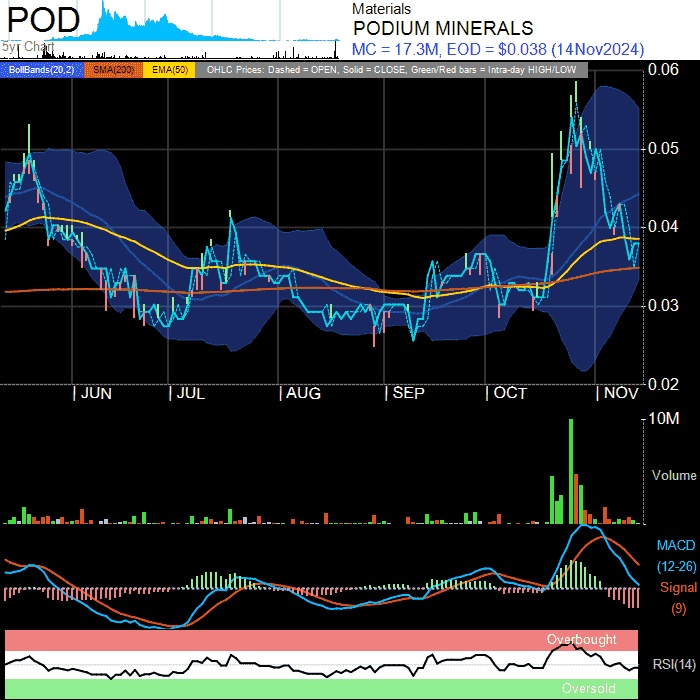 POD
5yr Chart
Materials
PODIUM MINERALS
MC = 17.3M, EOD = $0.038 (14Nov2024)
BollBands(20,2) SMA(200) EMA(50) OHLC Prices: Dashed = OPEN, Solid = CLOSE, Green/Red bars = Intra-day HIGH/LOW
0.06
0.05
0.04
0.03
0.02
JUN JUL AUG SEP OCT NOV
10M
Volume
MACD
(12-26)
Signal
(9)
Overbought
RSI(14)
Oversold